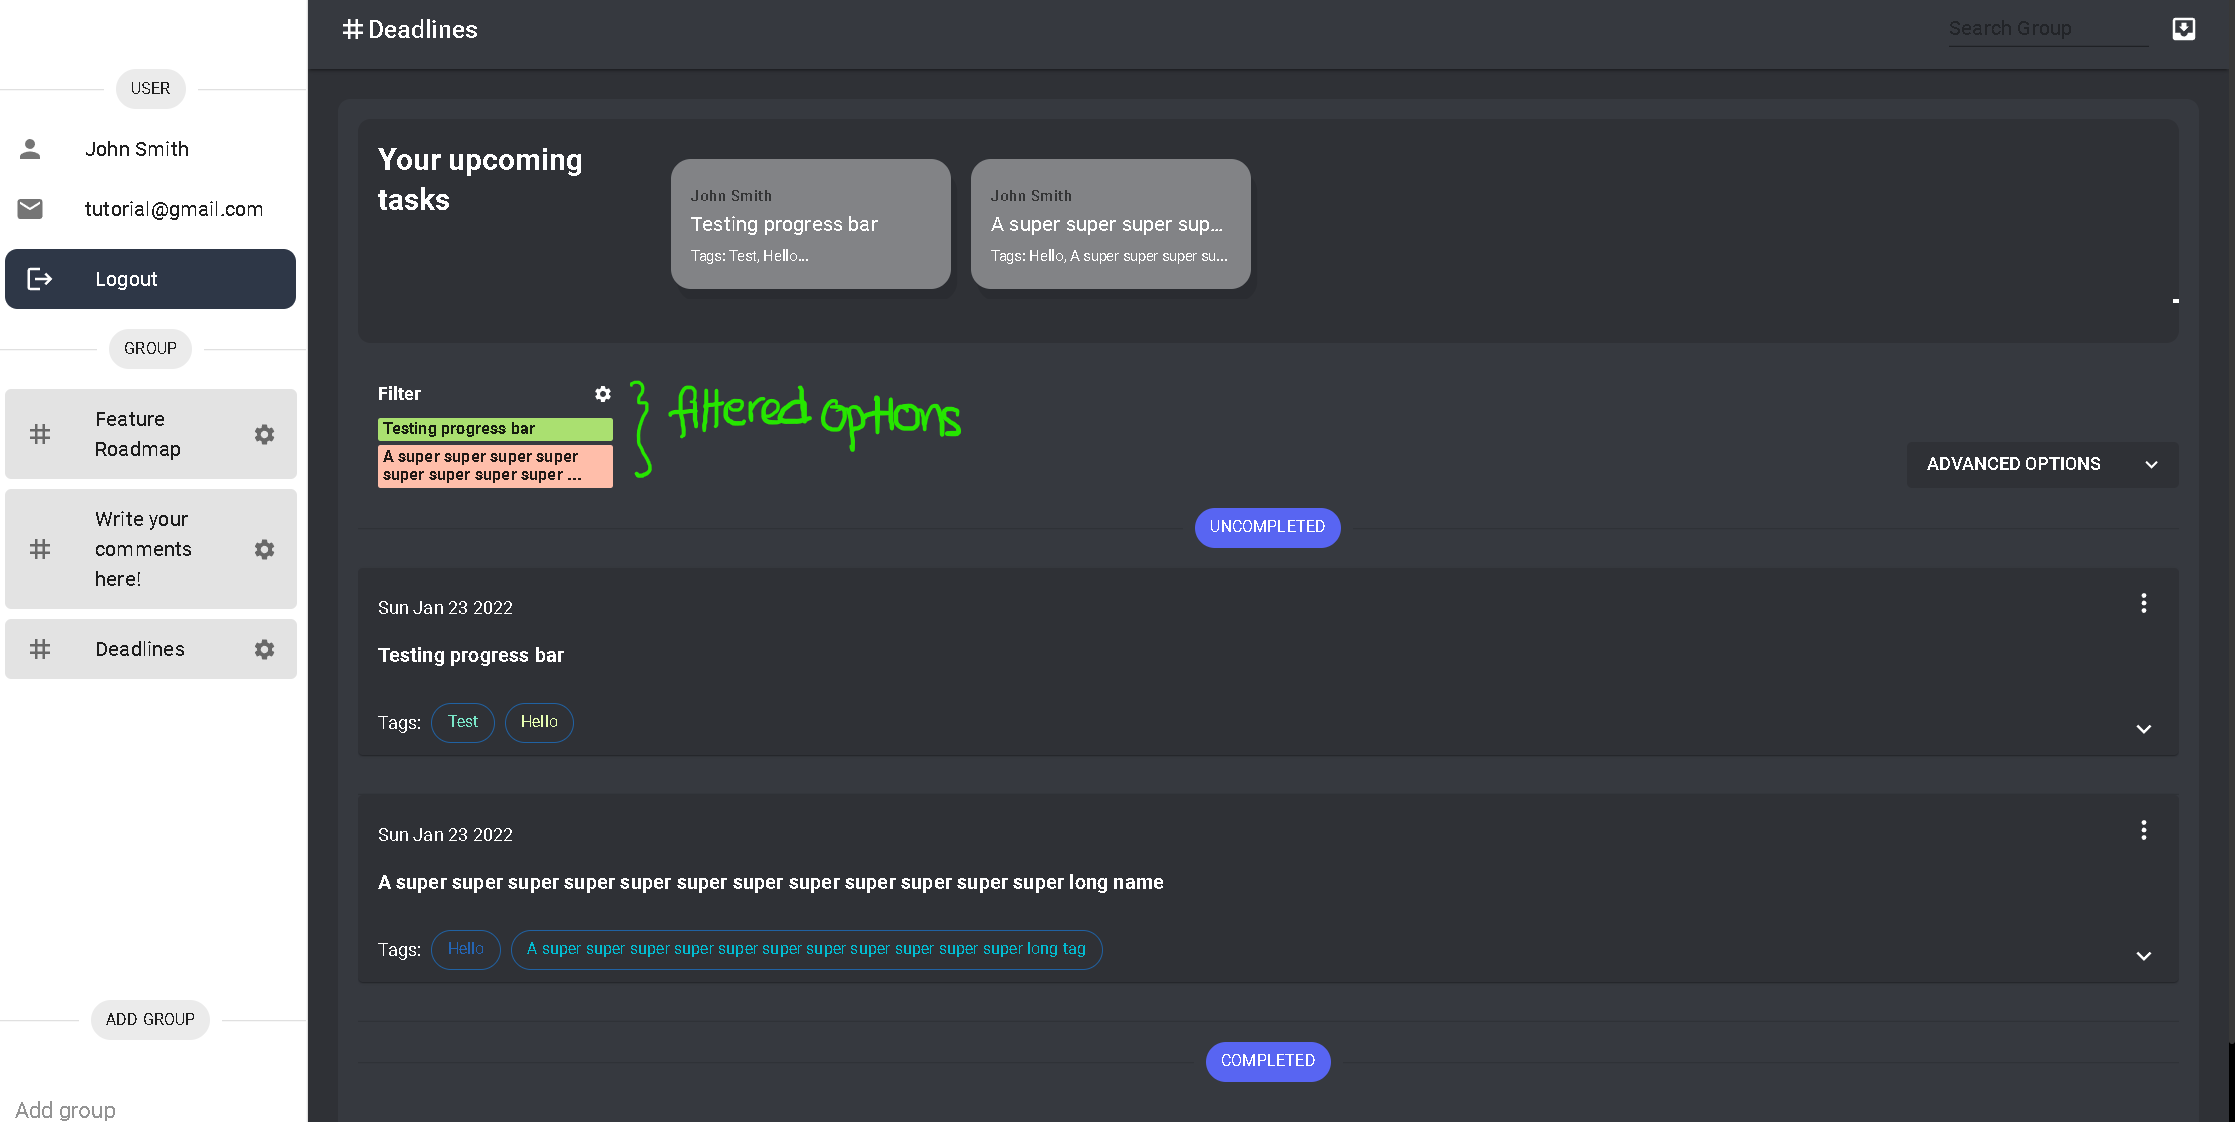 USER
John Smith
tutorial@gmail.com
Logout
GROUP
Feature
Roadmap
Write your
comments
here!
Deadlines
ADD GROUP
Add group
Deadlines
Search Group
Your upcoming
tasks
John Smith
Testing progress bar
Tags: Test, Hello...
John Smith
A super super super sup...
Tags: Hello, A super super super su...
Filter
Testing progress bar
A super super super super
super super super super ...
filtered options
ADVANCED OPTIONS
UNCOMPLETED
Sun Jan 23 2022
Testing progress bar
Tags: Test Hello
Sun Jan 23 2022
A super super super super super super super super super super super super long name
Tags: Hello A super super super super super super super super super super super long tag
COMPLETED